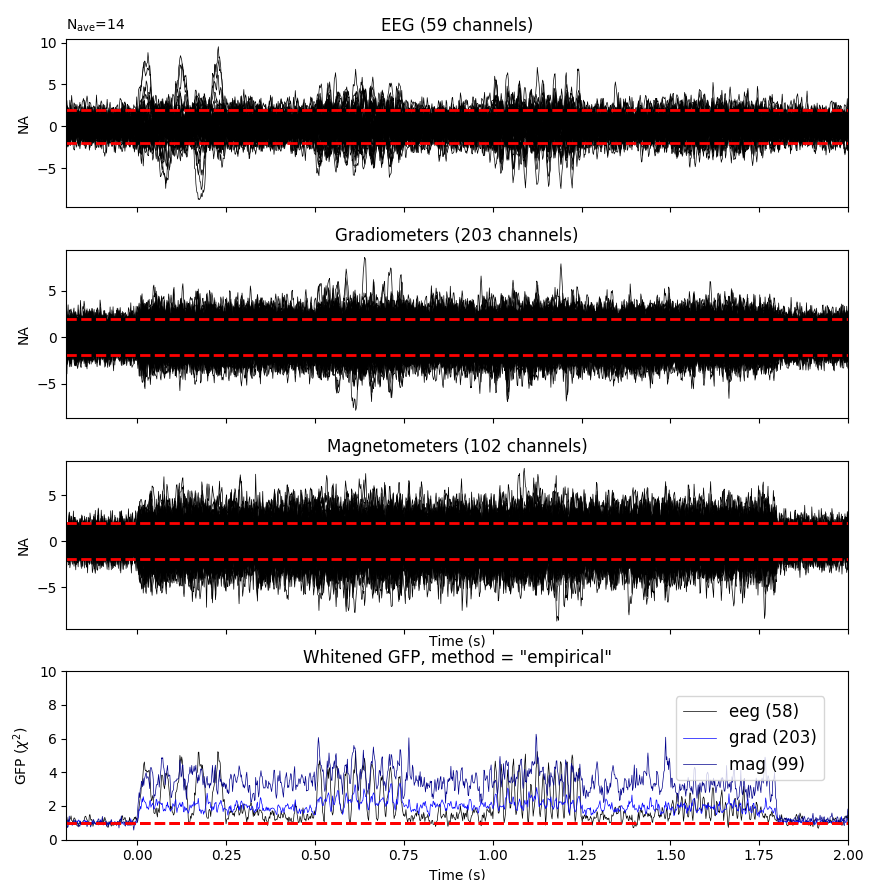 N_ave=14
EEG (59 channels)
10
5
0
−5
NA
Gradiometers (203 channels)
5
0
−5
NA
Magnetometers (102 channels)
5
0
−5
NA
Time (s)
Whitened GFP, method = "empirical"
10
8
6
4
2
0
GFP (χ²)
eeg (58)
grad (203)
mag (99)
0.00 0.25 0.50 0.75 1.00 1.25 1.50 1.75 2.00
Time (s)